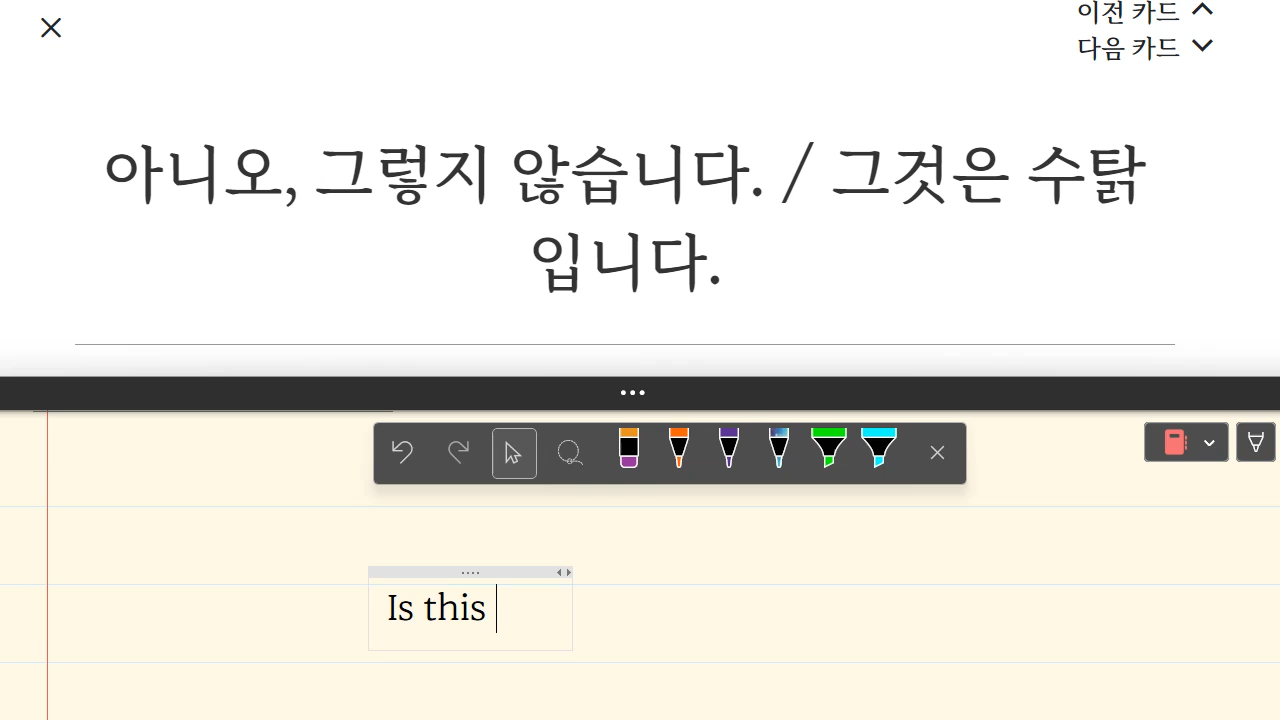 이전 카드
다음 카드
아니오, 그렇지 않습니다. / 그것은 수탉
입니다.
Is this